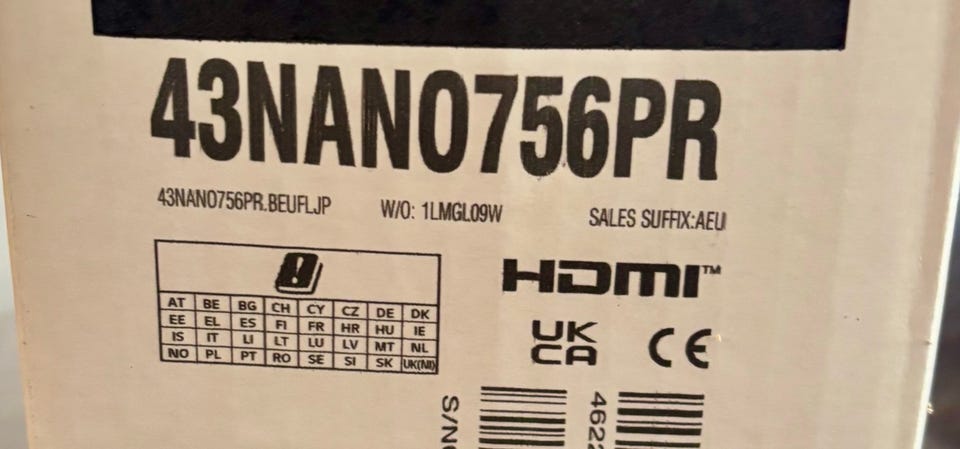 43NANO756PR
43NANO756PR.BEUFLJP W/O: 1LMGL09W SALES SUFFIX:AEU
HDMI™
AT BE BG CH CY CZ DE DK
EE EL ES FI FR HR HU IE
IS IT LI LT LU LV MT NL
NO PL PT RO SE SI SK UK(NI)
UK
CA CE
S/N
4622